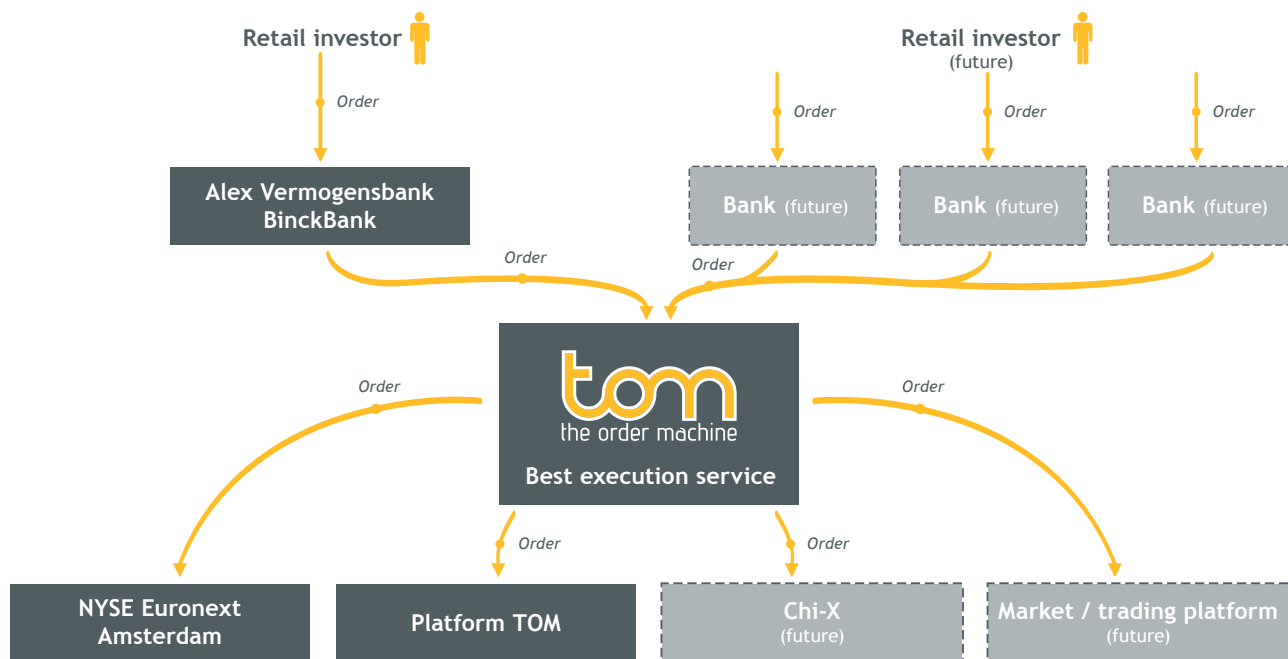 Retail investor
Retail investor
(future)
Order
Order
Order
Order
Alex Vermogensbank
BinckBank
Bank (future)
Bank (future)
Bank (future)
Order
Order
tom
the order machine
Best execution service
Order
Order
Order
Order
NYSE Euronext
Amsterdam
Platform TOM
Chi-X
(future)
Market / trading platform
(future)